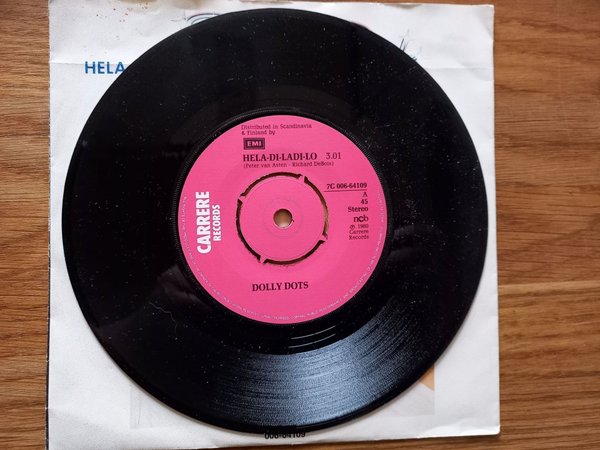 HELA
Distributed in Scandinavia
& Finland by
EMI
HELA-DI-LADI-LO 3.01
(Peter van Asten - Richard DeBois)
7C 006-64109
A
45
Stereo
ncb
℗ 1980
Carrere
Records
CARRERE
RECORDS
DOLLY DOTS
006-64109